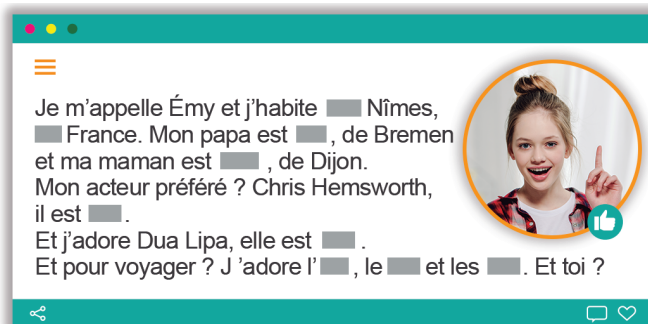 Je m'appelle Émy et j'habite Nîmes,
France. Mon papa est , de Bremen
et ma maman est , de Dijon.
Mon acteur préféré ? Chris Hemsworth,
il est .
Et j'adore Dua Lipa, elle est .
Et pour voyager ? J 'adore l' , le et les . Et toi ?